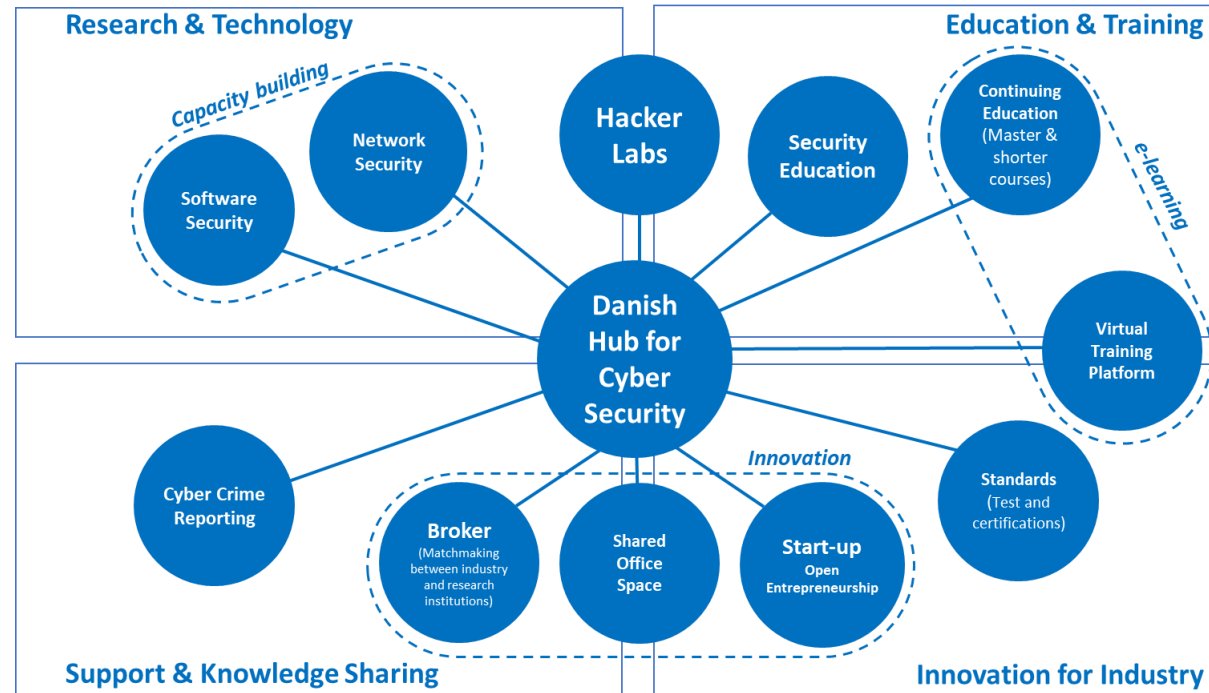 Research & Technology
Education & Training
Capacity building
Network
Security
Software
Security
Hacker
Labs
Security
Education
Continuing
Education
(Master &
shorter
courses)
e-learning
Virtual
Training
Platform
Danish
Hub for
Cyber
Security
Cyber Crime
Reporting
Innovation
Broker
(Matchmaking
between industry
and research
institutions)
Shared
Office
Space
Start-up
Open
Entrepreneurship
Standards
(Test and
certifications)
Support & Knowledge Sharing
Innovation for Industry